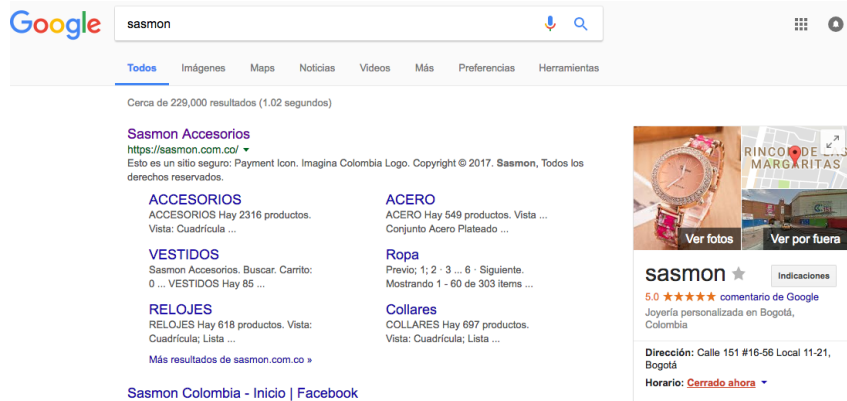 Google
sasmon
Todos Imágenes Maps Noticias Videos Más Preferencias Herramientas
Cerca de 229,000 resultados (1.02 segundos)
Sasmon Accesorios
https://sasmon.com.co/
Esto es un sitio seguro: Payment Icon. Imagina Colombia Logo. Copyright © 2017. Sasmon, Todos los
derechos reservados.
ACCESORIOS
ACCESORIOS Hay 2316 productos.
Vista: Cuadrícula ...
ACERO
ACERO Hay 549 productos. Vista ...
Conjunto Acero Plateado ...
VESTIDOS
Sasmon Accesorios. Buscar. Carrito:
0 ... VESTIDOS Hay 85 ...
Ropa
Previo; 1; 2 · 3 ... 6 · Siguiente.
Mostrando 1 - 60 de 303 items ...
RELOJES
RELOJES Hay 618 productos. Vista:
Cuadrícula; Lista ...
Collares
COLLARES Hay 697 productos.
Vista: Cuadrícula; Lista ...
Más resultados de sasmon.com.co »
Sasmon Colombia - Inicio | Facebook
RINCON DE LAS
MARGARITAS
Ver fotos
Ver por fuera
sasmon
Indicaciones
5.0 comentario de Google
Joyería personalizada en Bogotá,
Colombia
Dirección: Calle 151 #16-56 Local 11-21,
Bogotá
Horario: Cerrado ahora